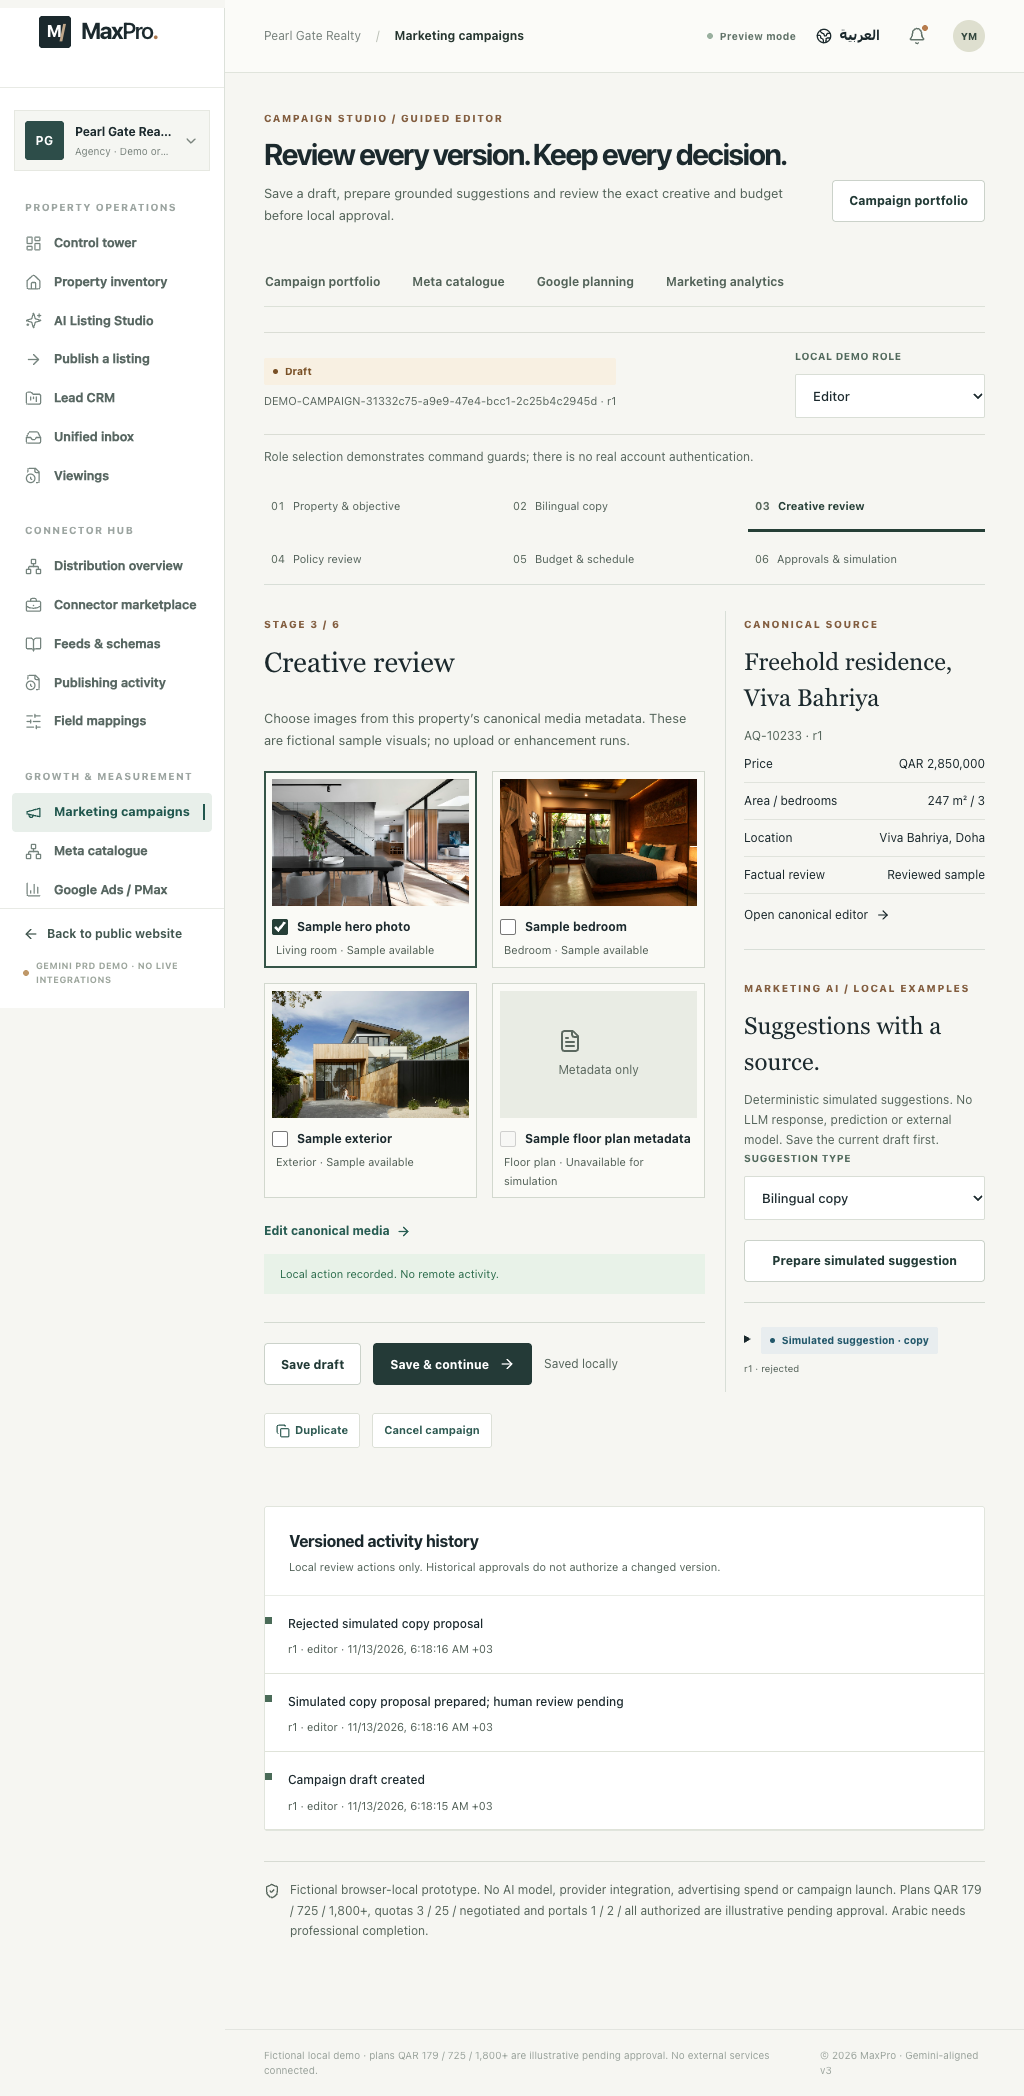 M/ MaxPro.
PG
Pearl Gate Rea...
Agency · Demo or...
PROPERTY OPERATIONS
Control tower
Property inventory
AI Listing Studio
Publish a listing
Lead CRM
Unified inbox
Viewings
CONNECTOR HUB
Distribution overview
Connector marketplace
Feeds & schemas
Publishing activity
Field mappings
GROWTH & MEASUREMENT
Marketing campaigns
Meta catalogue
Google Ads / PMax
Back to public website
GEMINI PRD DEMO · NO LIVE
INTEGRATIONS
Pearl Gate Realty / Marketing campaigns
Preview mode
العربية
YM
CAMPAIGN STUDIO / GUIDED EDITOR
Review every version. Keep every decision.
Save a draft, prepare grounded suggestions and review the exact creative and budget
before local approval.
Campaign portfolio
Campaign portfolio Meta catalogue Google planning Marketing analytics
Draft
DEMO-CAMPAIGN-31332c75-a9e9-47e4-bcc1-2c25b4c2945d · r1
LOCAL DEMO ROLE
Editor
Role selection demonstrates command guards; there is no real account authentication.
01 Property & objective
02 Bilingual copy
03 Creative review
04 Policy review
05 Budget & schedule
06 Approvals & simulation
STAGE 3 / 6
Creative review
Choose images from this property's canonical media metadata. These
are fictional sample visuals; no upload or enhancement runs.
Sample hero photo
Living room · Sample available
Sample bedroom
Bedroom · Sample available
Sample exterior
Exterior · Sample available
Metadata only
Sample floor plan metadata
Floor plan · Unavailable for
simulation
Edit canonical media
Local action recorded. No remote activity.
Save draft
Save & continue
Saved locally
Duplicate
Cancel campaign
CANONICAL SOURCE
Freehold residence,
Viva Bahriya
AQ-10233 · r1
Price QAR 2,850,000
Area / bedrooms 247 m² / 3
Location Viva Bahriya, Doha
Factual review Reviewed sample
Open canonical editor
MARKETING AI / LOCAL EXAMPLES
Suggestions with a
source.
Deterministic simulated suggestions. No
LLM response, prediction or external
model. Save the current draft first.
SUGGESTION TYPE
Bilingual copy
Prepare simulated suggestion
Simulated suggestion · copy
r1 · rejected
Versioned activity history
Local review actions only. Historical approvals do not authorize a changed version.
Rejected simulated copy proposal
r1 · editor · 11/13/2026, 6:18:16 AM +03
Simulated copy proposal prepared; human review pending
r1 · editor · 11/13/2026, 6:18:16 AM +03
Campaign draft created
r1 · editor · 11/13/2026, 6:18:15 AM +03
Fictional browser-local prototype. No AI model, provider integration, advertising spend or campaign launch. Plans QAR 179
/ 725 / 1,800+, quotas 3 / 25 / negotiated and portals 1 / 2 / all authorized are illustrative pending approval. Arabic needs
professional completion.
Fictional local demo · plans QAR 179 / 725 / 1,800+ are illustrative pending approval. No external services
connected.
© 2026 MaxPro · Gemini-aligned
v3